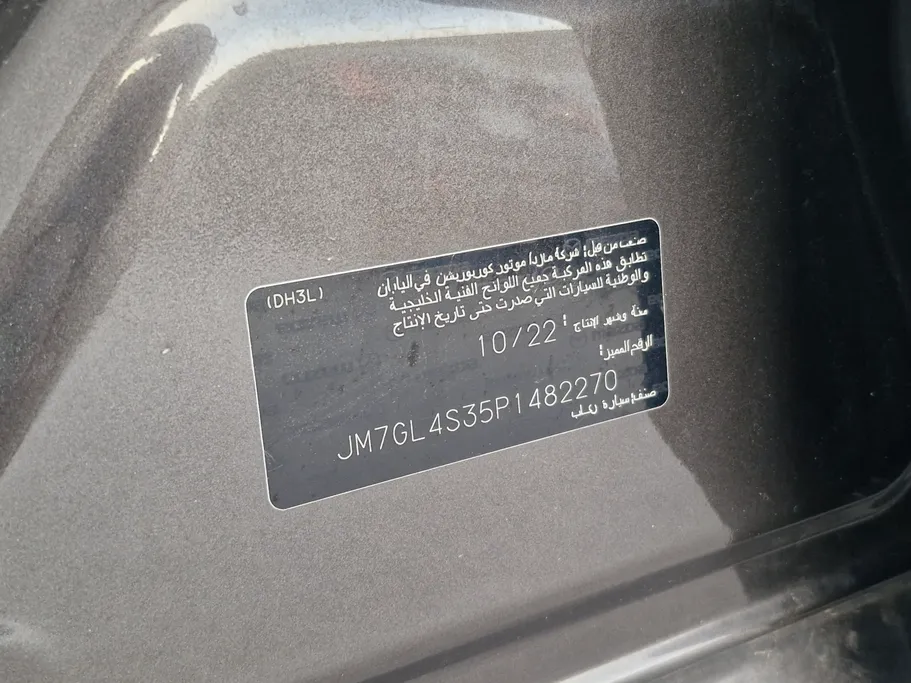 (DH3L)
صنعت من قبل: شركة مازدا موتور كوربوريشن في اليابان
تطابق هذه المركبة جميع اللوائح الفنية الخليجية
والوطنية للسيارات التي صدرت حتى تاريخ الإنتاج
سنة وشهر الإنتاج : 10/22
الرقم المميز:
JM7GL4S35P1482270
صنف: سيارة ركاب